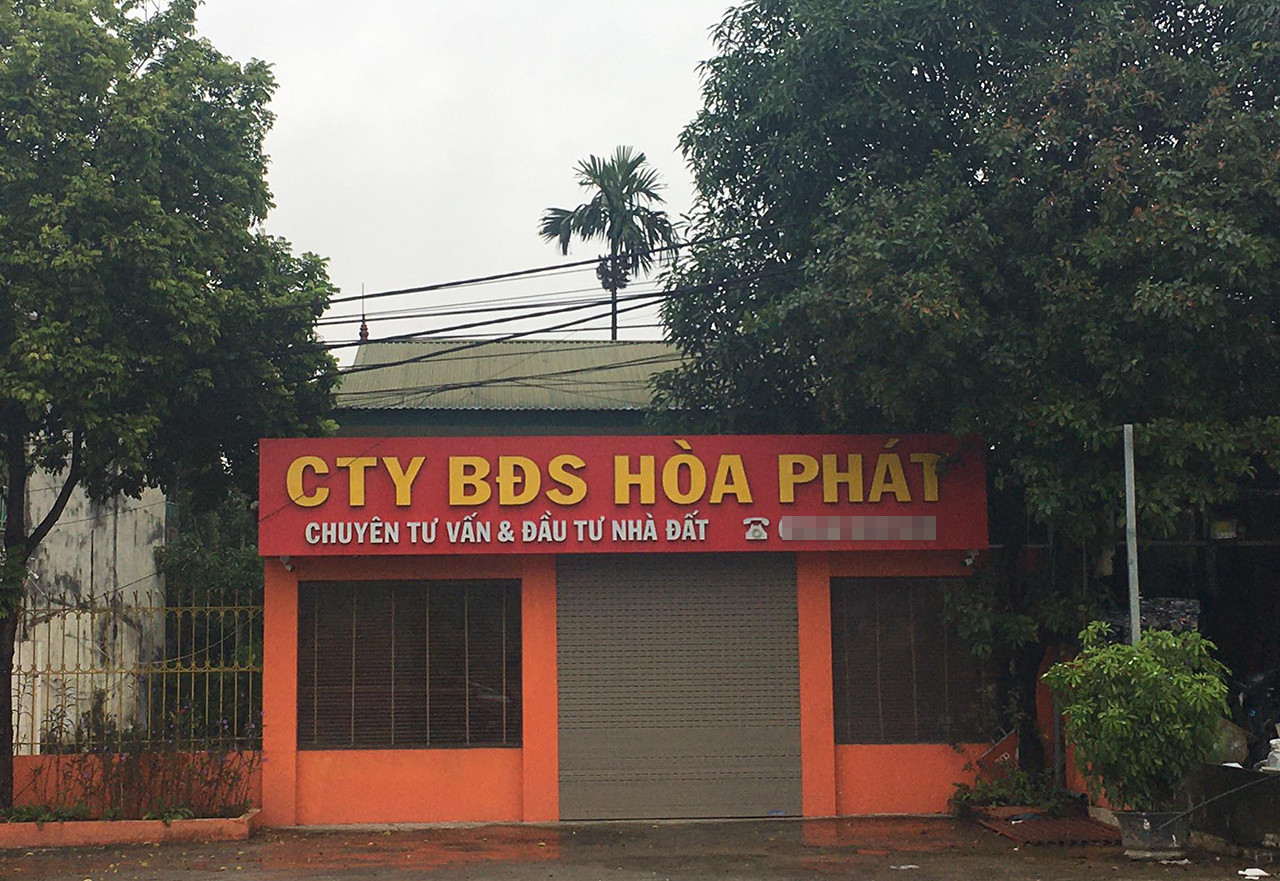 CTY BĐS HÒA PHÁT
CHUYÊN TƯ VẤN & ĐẦU TƯ NHÀ ĐẤT ☎